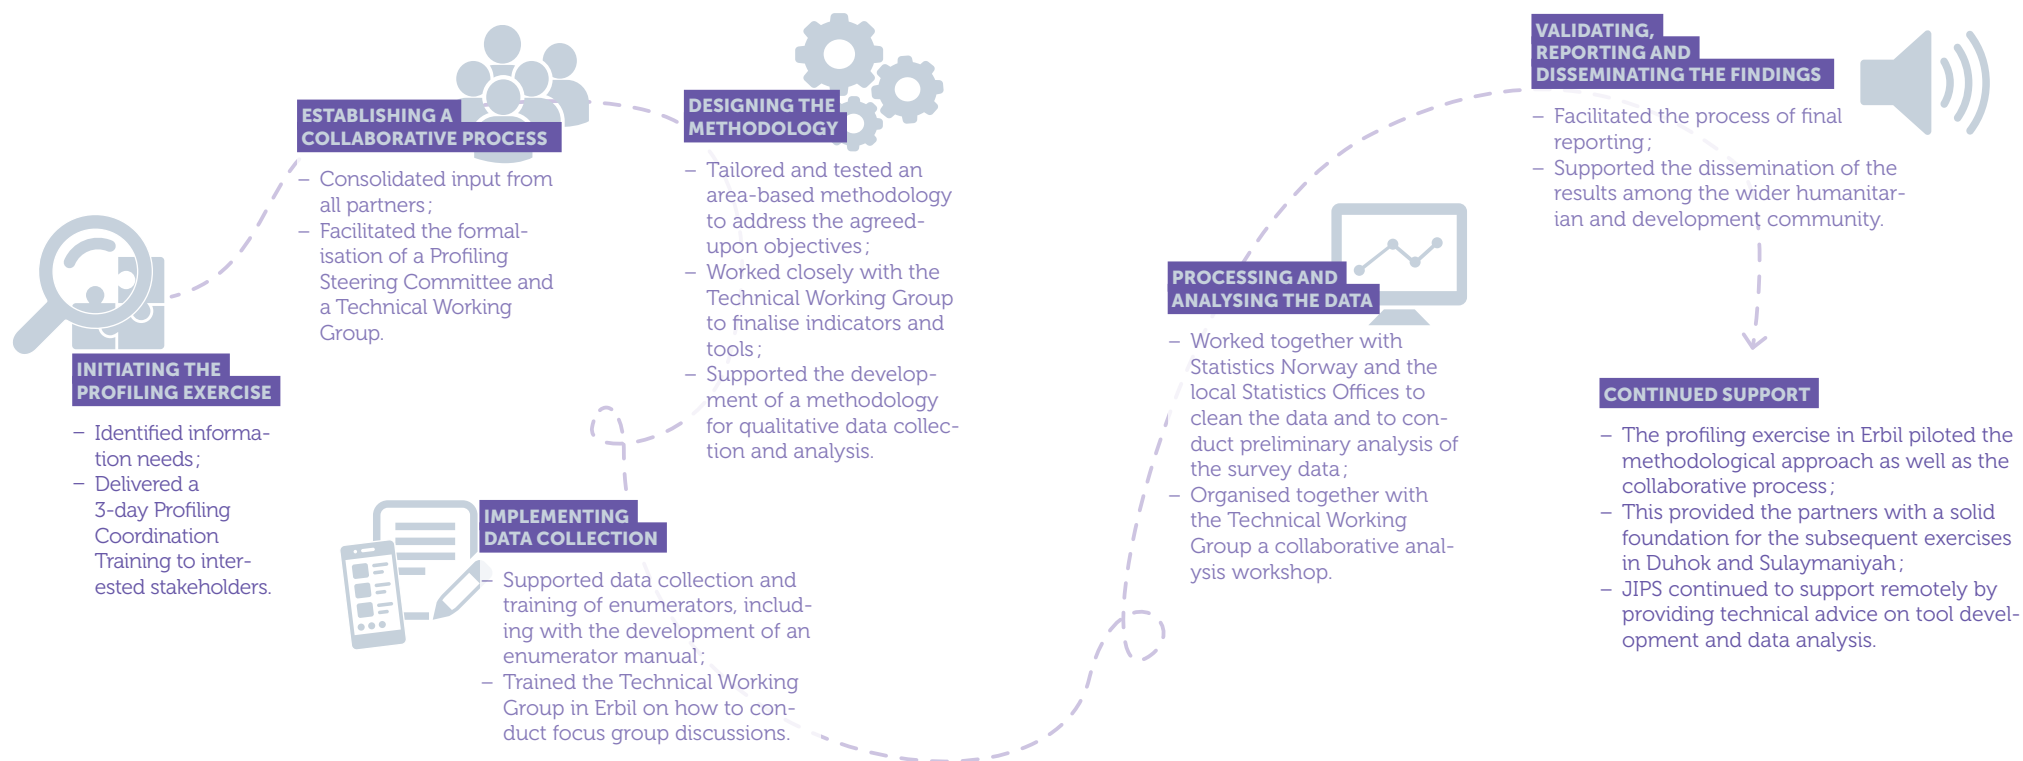 INITIATING THE
PROFILING EXERCISE
– Identified informa-
tion needs;
– Delivered a
3-day Profiling
Coordination
Training to inter-
ested stakeholders.
ESTABLISHING A
COLLABORATIVE PROCESS
– Consolidated input from
all partners;
– Facilitated the formal-
isation of a Profiling
Steering Committee and
a Technical Working
Group.
DESIGNING THE
METHODOLOGY
– Tailored and tested an
area-based methodology
to address the agreed-
upon objectives;
– Worked closely with the
Technical Working Group
to finalise indicators and
tools;
– Supported the develop-
ment of a methodology
for qualitative data collec-
tion and analysis.
IMPLEMENTING
DATA COLLECTION
– Supported data collection and
training of enumerators, includ-
ing with the development of an
enumerator manual;
– Trained the Technical Working
Group in Erbil on how to con-
duct focus group discussions.
PROCESSING AND
ANALYSING THE DATA
– Worked together with
Statistics Norway and the
local Statistics Offices to
clean the data and to con-
duct preliminary analysis of
the survey data;
– Organised together with
the Technical Working
Group a collaborative anal-
ysis workshop.
VALIDATING,
REPORTING AND
DISSEMINATING THE FINDINGS
– Facilitated the process of final
reporting;
– Supported the dissemination of the
results among the wider humanitar-
ian and development community.
CONTINUED SUPPORT
– The profiling exercise in Erbil piloted the
methodological approach as well as the
collaborative process;
– This provided the partners with a solid
foundation for the subsequent exercises
in Duhok and Sulaymaniyah;
– JIPS continued to support remotely by
providing technical advice on tool devel-
opment and data analysis.